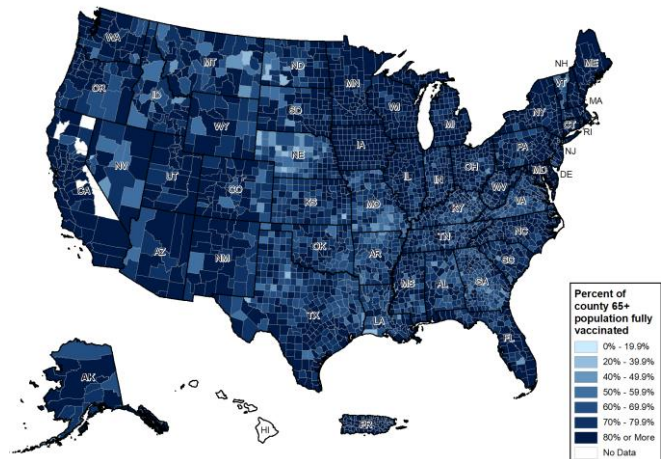 WA
MT
ND
MN
ME
NH
VT
OR
ID
SD
WI
MI
NY
MA
CT
RI
WY
IA
PA
NJ
NE
NV
UT
CO
IL
IN
OH
MD
DE
CA
KS
MO
KY
WV
VA
AZ
NM
OK
AR
TN
NC
SC
TX
LA
MS
AL
GA
FL
AK
HI
PR
Percent of
county 65+
population fully
vaccinated
0% - 19.9%
20% - 39.9%
40% - 49.9%
50% - 59.9%
60% - 69.9%
70% - 79.9%
80% or More
No Data